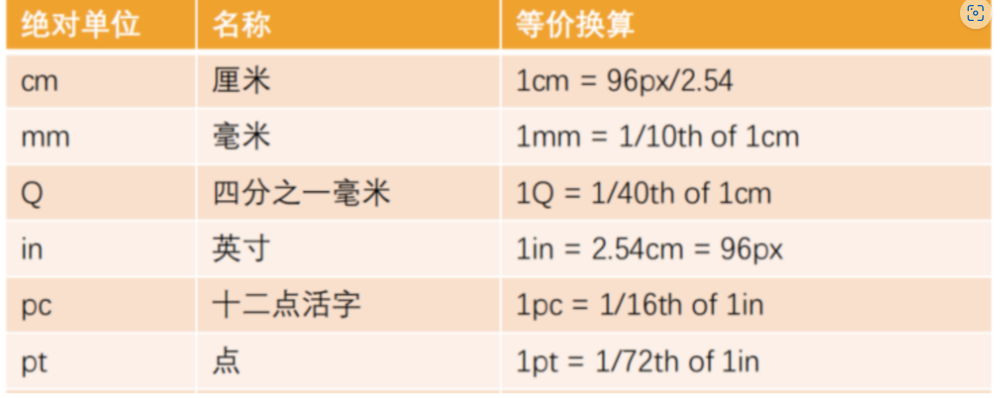 绝对单位 名称 等价换算
cm 厘米 1cm = 96px/2.54
mm 毫米 1mm = 1/10th of 1cm
Q 四分之一毫米 1Q = 1/40th of 1cm
in 英寸 1in = 2.54cm = 96px
pc 十二点活字 1pc = 1/16th of 1in
pt 点 1pt = 1/72th of 1in